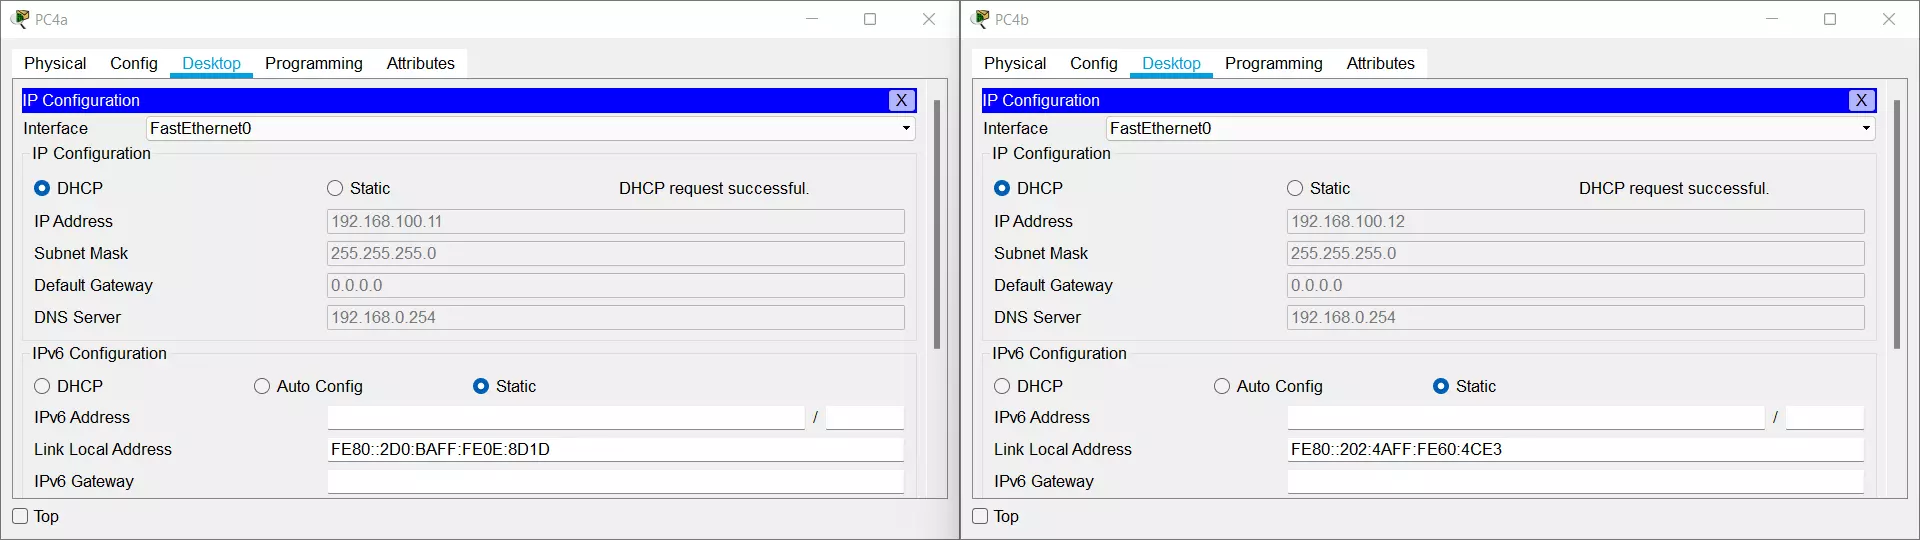 PC4a
Physical Config Desktop Programming Attributes
IP Configuration X
Interface FastEthernet0
IP Configuration
DHCP Static DHCP request successful.
IP Address 192.168.100.11
Subnet Mask 255.255.255.0
Default Gateway 0.0.0.0
DNS Server 192.168.0.254
IPv6 Configuration
DHCP Auto Config Static
IPv6 Address /
Link Local Address FE80::2D0:BAFF:FE0E:8D1D
IPv6 Gateway
Top
PC4b
Physical Config Desktop Programming Attributes
IP Configuration X
Interface FastEthernet0
IP Configuration
DHCP Static DHCP request successful.
IP Address 192.168.100.12
Subnet Mask 255.255.255.0
Default Gateway 0.0.0.0
DNS Server 192.168.0.254
IPv6 Configuration
DHCP Auto Config Static
IPv6 Address /
Link Local Address FE80::202:4AFF:FE60:4CE3
IPv6 Gateway
Top